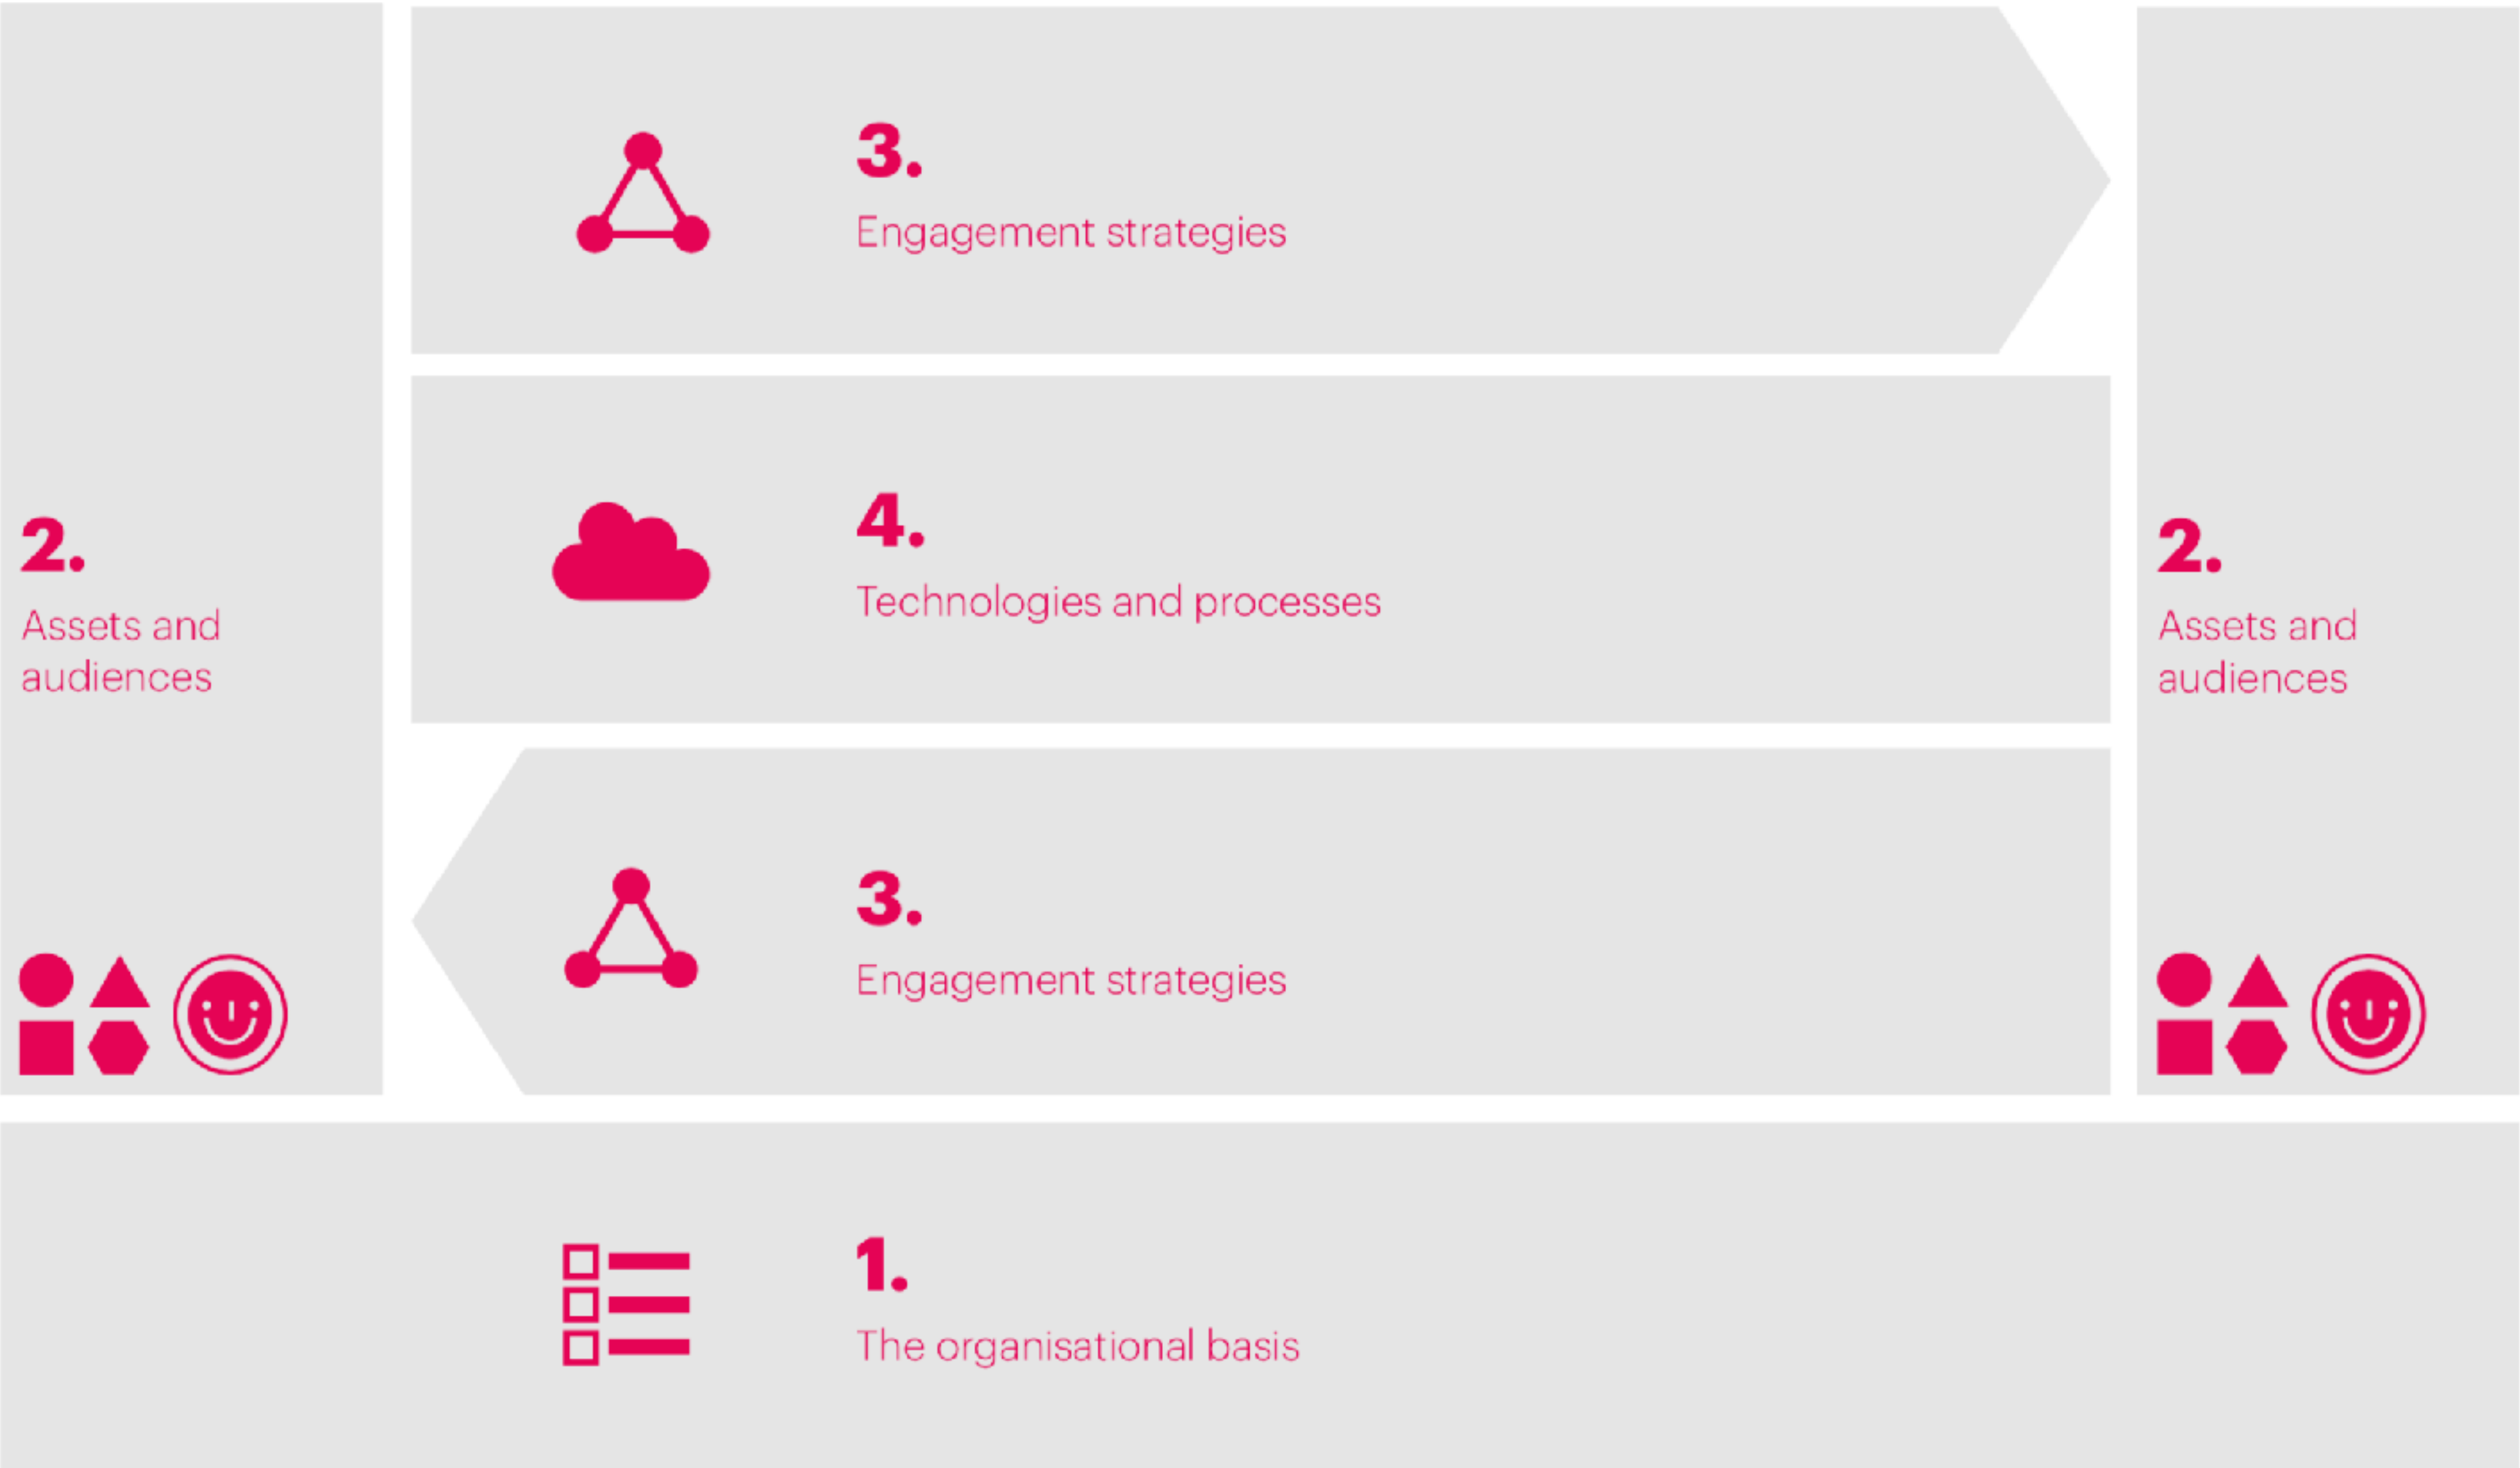 2.
Assets and
audiences
3.
Engagement strategies
4.
Technologies and processes
3.
Engagement strategies
2.
Assets and
audiences
1.
The organisational basis